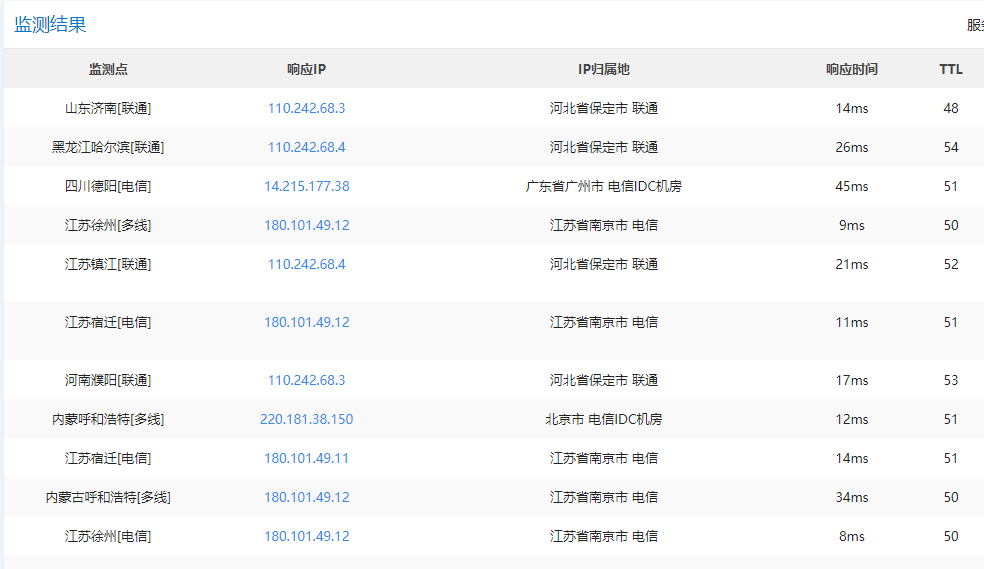 监测结果
监测点 响应IP IP归属地 响应时间 TTL
山东济南[联通] 110.242.68.3 河北省保定市 联通 14ms 48
黑龙江哈尔滨[联通] 110.242.68.4 河北省保定市 联通 26ms 54
四川德阳[电信] 14.215.177.38 广东省广州市 电信IDC机房 45ms 51
江苏徐州[多线] 180.101.49.12 江苏省南京市 电信 9ms 50
江苏镇江[联通] 110.242.68.4 河北省保定市 联通 21ms 52
江苏宿迁[电信] 180.101.49.12 江苏省南京市 电信 11ms 51
河南濮阳[联通] 110.242.68.3 河北省保定市 联通 17ms 53
内蒙呼和浩特[多线] 220.181.38.150 北京市 电信IDC机房 12ms 51
江苏宿迁[电信] 180.101.49.11 江苏省南京市 电信 14ms 51
内蒙古呼和浩特[多线] 180.101.49.12 江苏省南京市 电信 34ms 50
江苏徐州[电信] 180.101.49.12 江苏省南京市 电信 8ms 50